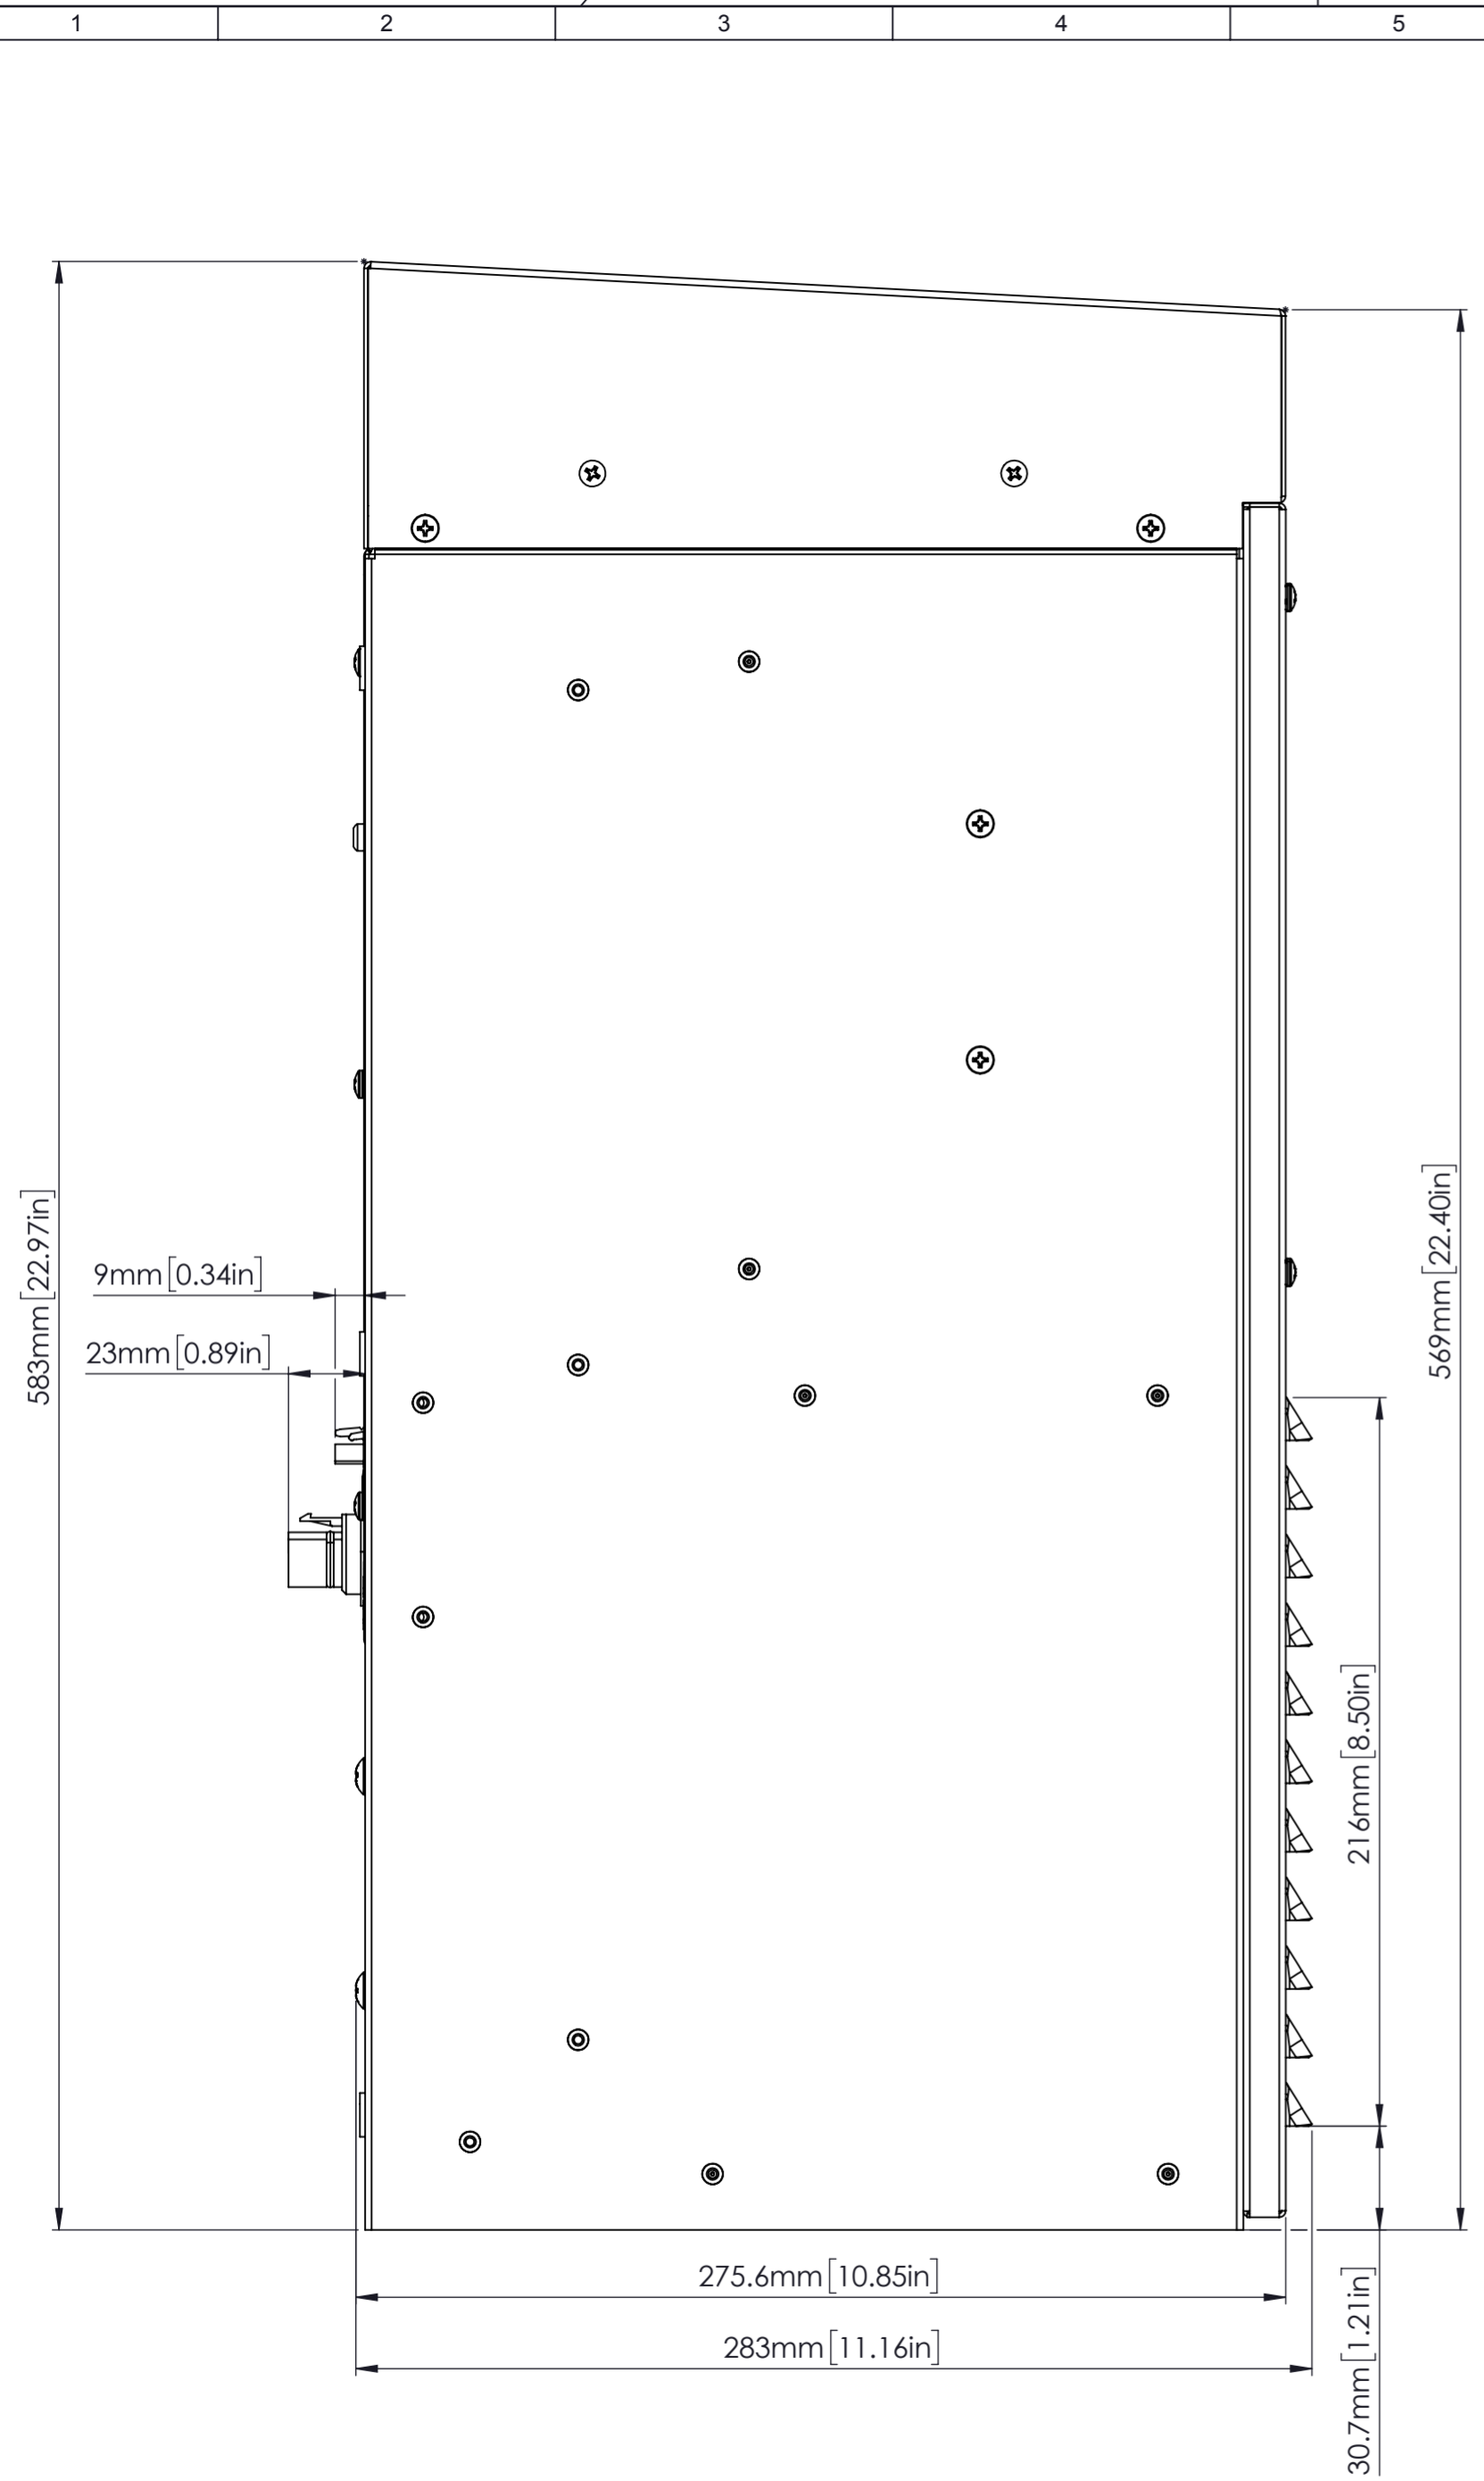 1
2
3
4
5
583mm[22.97in]
9mm[0.34in]
23mm[0.89in]
569mm[22.40in]
216mm[8.50in]
275.6mm[10.85in]
283mm[11.16in]
30.7mm[1.21in]